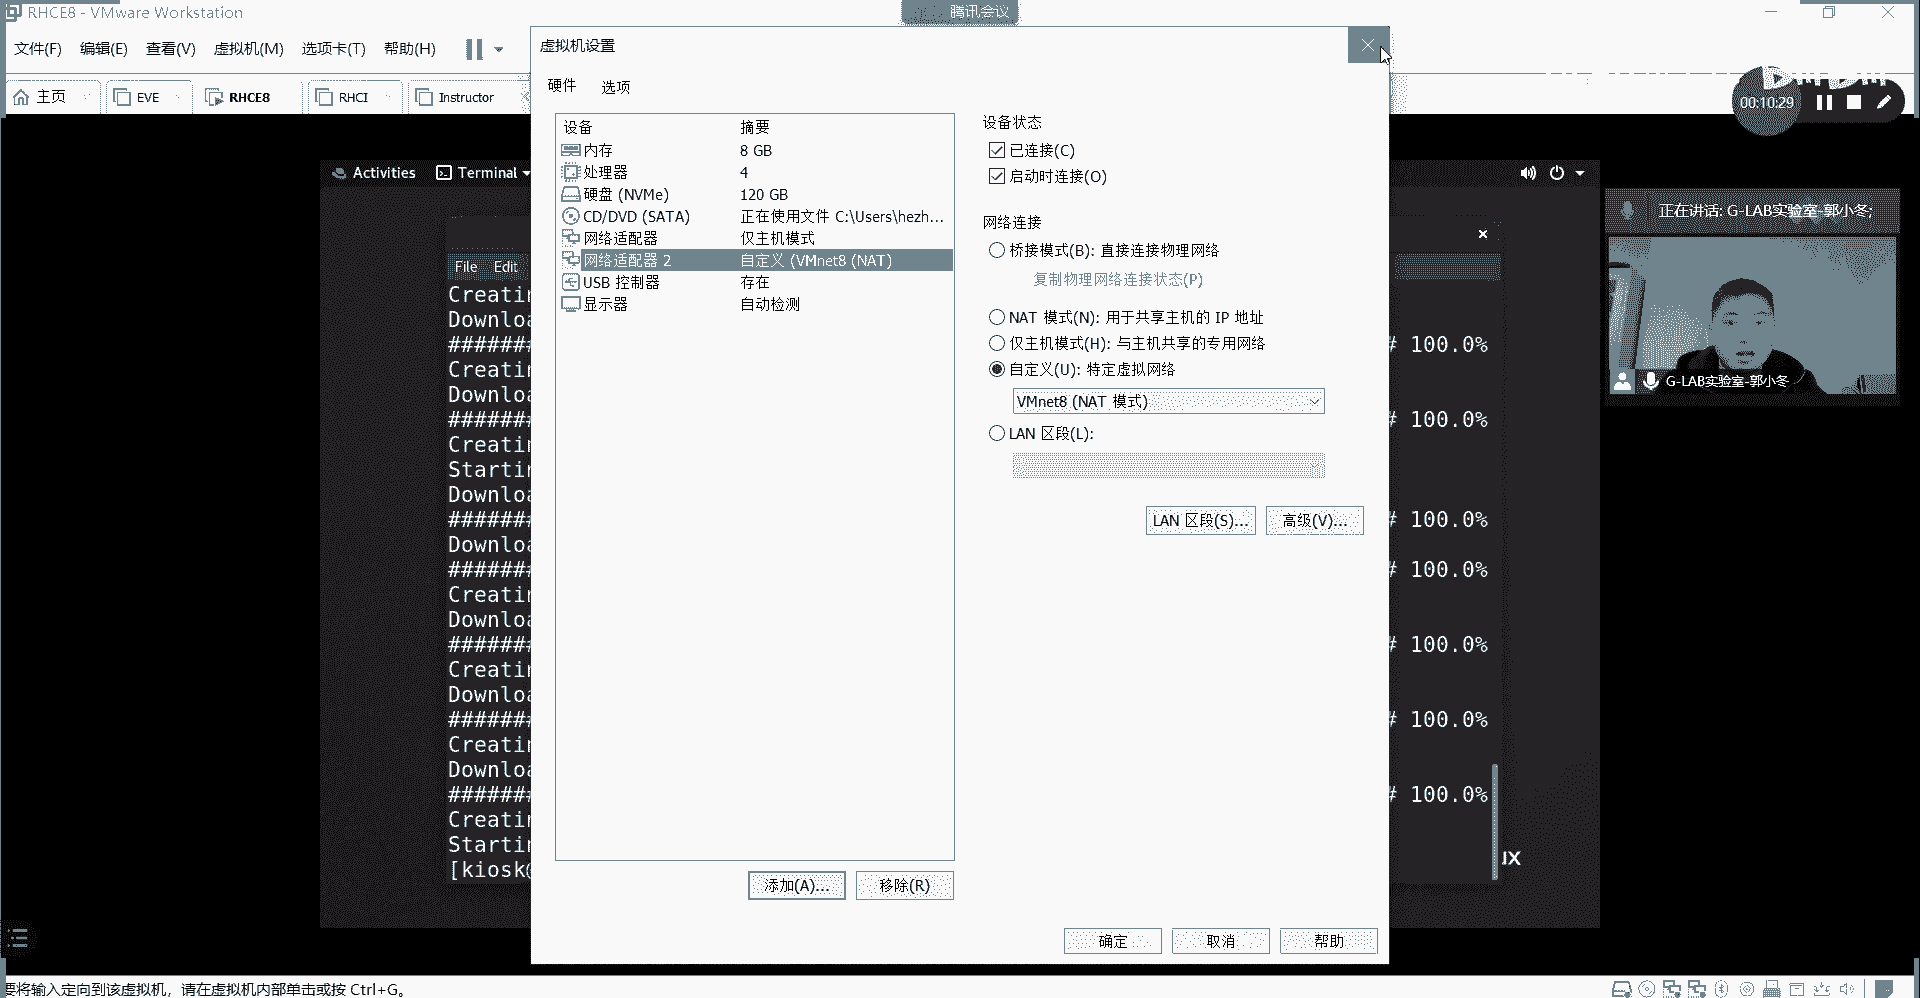 RHCE8 - VMware Workstation
腾讯会议
文件(F) 编辑(E) 查看(V) 虚拟机(M) 选项卡(T) 帮助(H)
主页 EVE RHCE8 RHCI Instructor
虚拟机设置
硬件 选项
设备 摘要
内存 8 GB
处理器 4
硬盘 (NVMe) 120 GB
CD/DVD (SATA) 正在使用文件 C:\Users\hezh...
网络适配器 仅主机模式
网络适配器 2 自定义 (VMnet8 (NAT)
USB 控制器 存在
显示器 自动检测
添加(A)... 移除(R)
设备状态
已连接(C)
启动时连接(O)
网络连接
桥接模式(B): 直接连接物理网络
复制物理网络连接状态(P)
NAT 模式(N): 用于共享主机的 IP 地址
仅主机模式(H): 与主机共享的专用网络
自定义(U): 特定虚拟网络
VMnet8 (NAT 模式)
LAN 区段(L):
LAN 区段(S)... 高级(V)...
确定 取消 帮助
00:10:29
Activities Terminal
File Edit
Creatin
Downloa
####### # 100.0%
Creatin
Downloa
####### # 100.0%
Creatin
Startin
Downloa
####### # 100.0%
Downloa
####### # 100.0%
Creatin
Downloa
####### # 100.0%
Creatin
Downloa
####### # 100.0%
Creatin
Downloa
####### # 100.0%
Creatin
Startin
[kiosk@
正在讲话: G-LAB实验室-郭小冬;
G-LAB实验室-郭小冬
要将输入定向到该虚拟机，请在虚拟机内部单击或按 Ctrl+G。